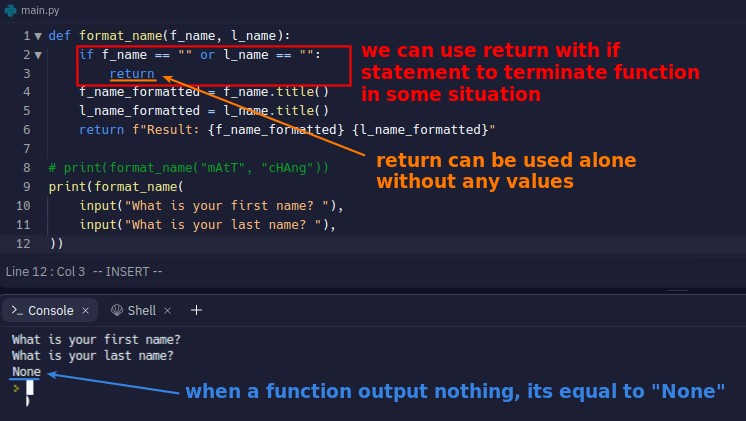 main.py
1 def format_name(f_name, l_name):
2 if f_name == "" or l_name == "":
3 return
4 f_name_formatted = f_name.title()
5 l_name_formatted = l_name.title()
6 return f"Result: {f_name_formatted} {l_name_formatted}"
7
8 # print(format_name("mAtT", "cHAng"))
9 print(format_name(
10 input("What is your first name? "),
11 input("What is your last name? "),
12 ))
we can use return with if
statement to terminate function
in some situation
return can be used alone
without any values
Line 12 : Col 3 -- INSERT --
Console
Shell
What is your first name?
What is your last name?
None
when a function output nothing, its equal to "None"